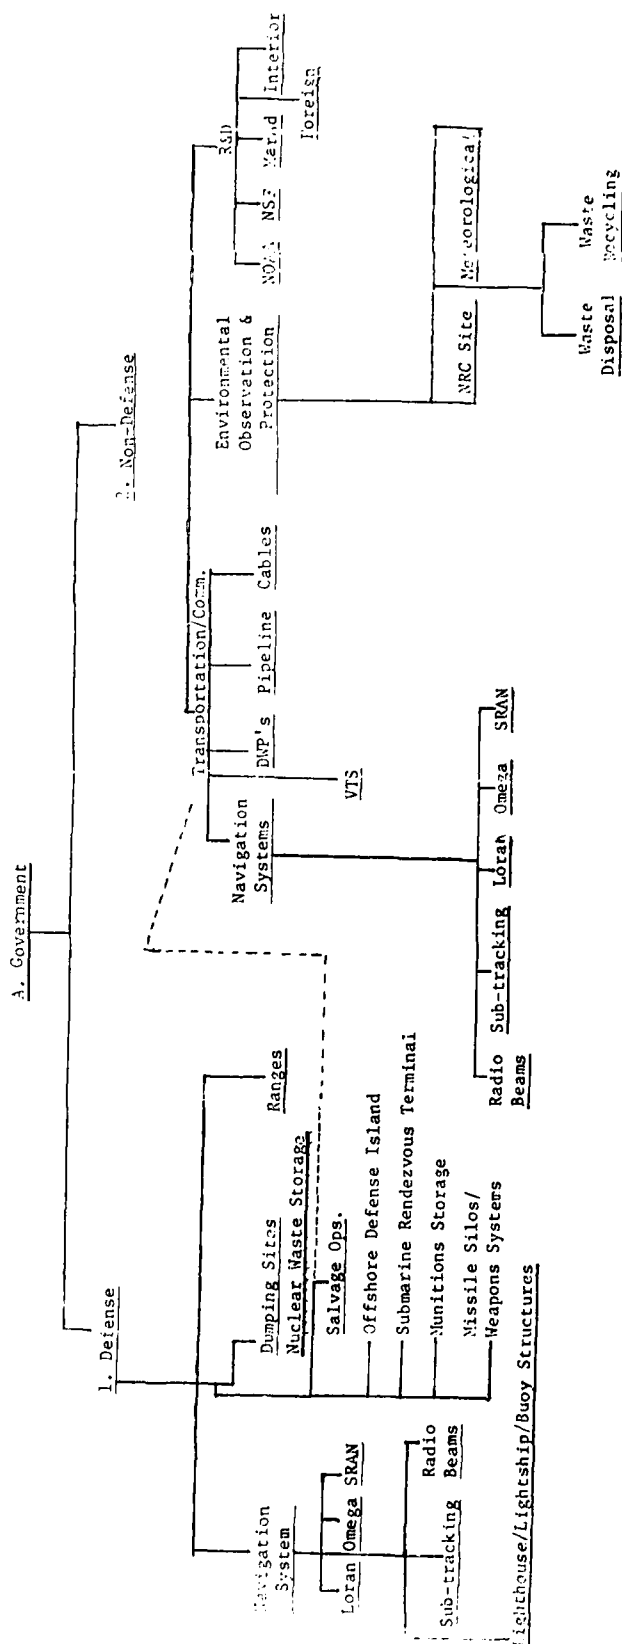 A. Government
1. Defense
2. Non-Defense
Navigation
System
Loran Omega SRAN
Sub-tracking
Radio
Beams
Lighthouse/Lightship/Buoy Structures
Dumping Sites
Nuclear Waste Storage
Salvage Ops.
Offshore Defense Island
Submarine Rendezvous Terminal
Munitions Storage
Missile Silos/
Weapons Systems
Ranges
Transportation/Comm.
Navigation
Systems
DWP's
VTS
Pipeline
Cables
Radio
Beams
Sub-tracking
Loran
Omega
SRAN
Environmental
Observation &
Protection
NRC Site
Meteorological
Waste
Disposal
Waste
Recycling
R&D
NOAA
NSF
Marad
Foreign
Interior